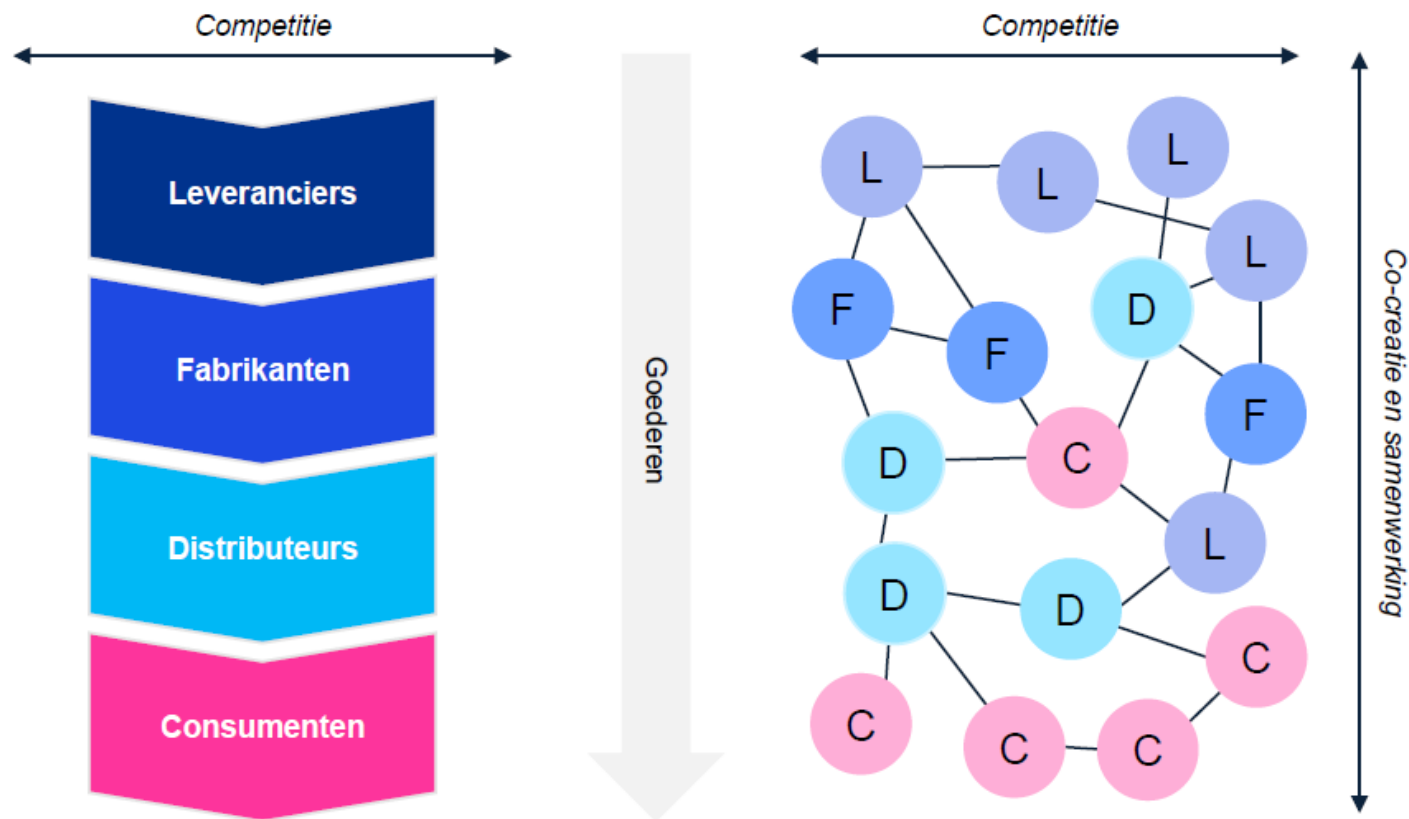 Competitie
Leveranciers
Fabrikanten
Distributeurs
Consumenten
Goederen
Competitie
L
L
L
L
F
F
D
F
D
C
L
D
D
C
C
C
C
Co-creatie en samenwerking